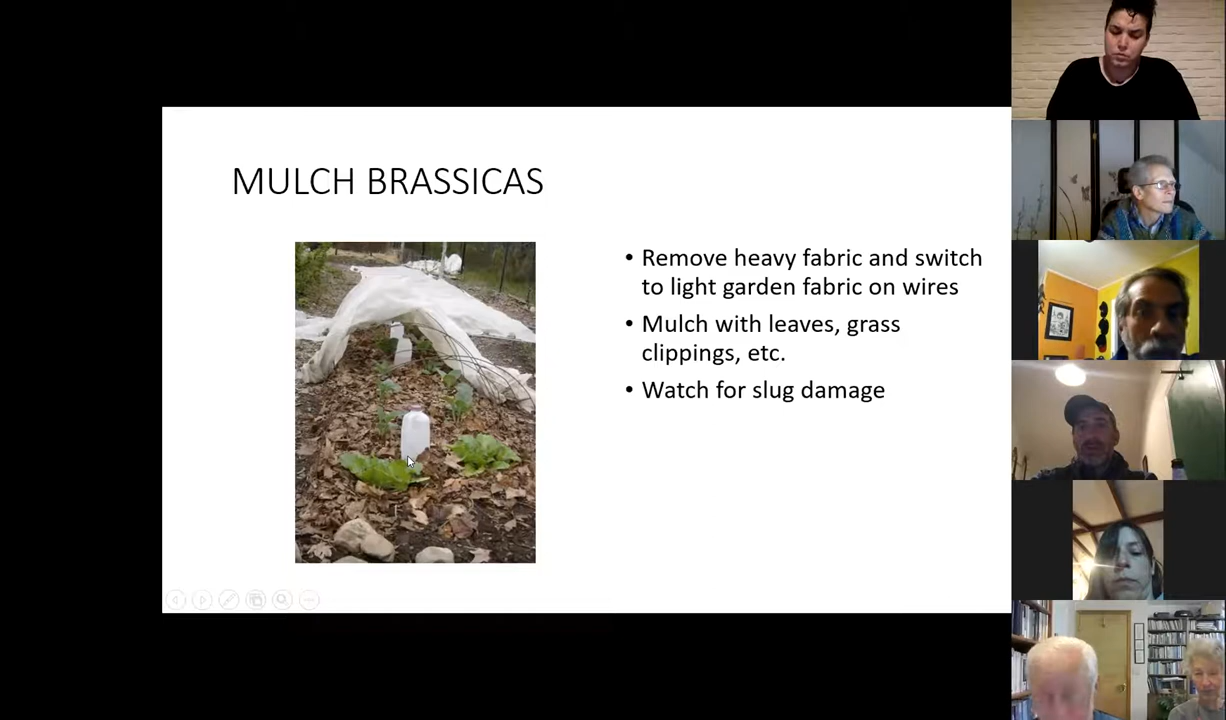 MULCH BRASSICAS
• Remove heavy fabric and switch
to light garden fabric on wires
• Mulch with leaves, grass
clippings, etc.
• Watch for slug damage